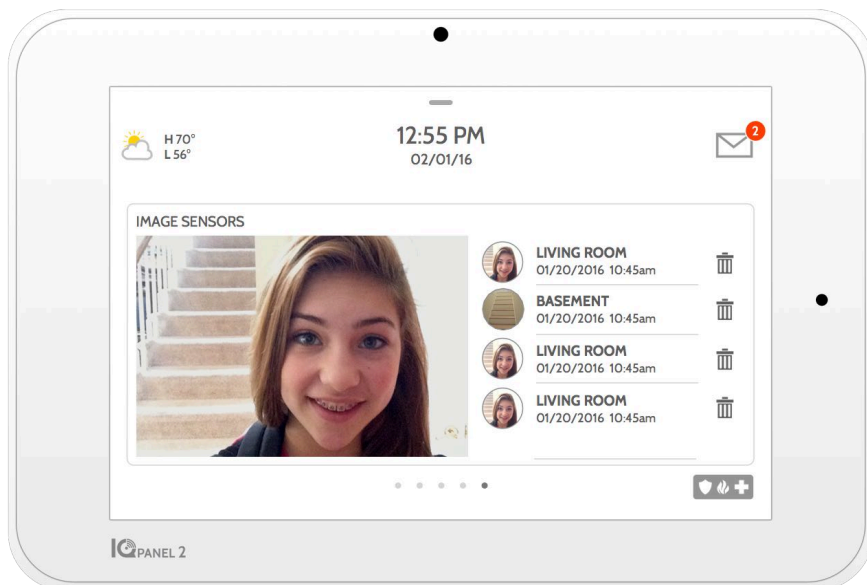 H 70°
L 56°
12:55 PM
02/01/16
2
IMAGE SENSORS
LIVING ROOM
01/20/2016 10:45am
BASEMENT
01/20/2016 10:45am
LIVING ROOM
01/20/2016 10:45am
LIVING ROOM
01/20/2016 10:45am
IQ PANEL 2